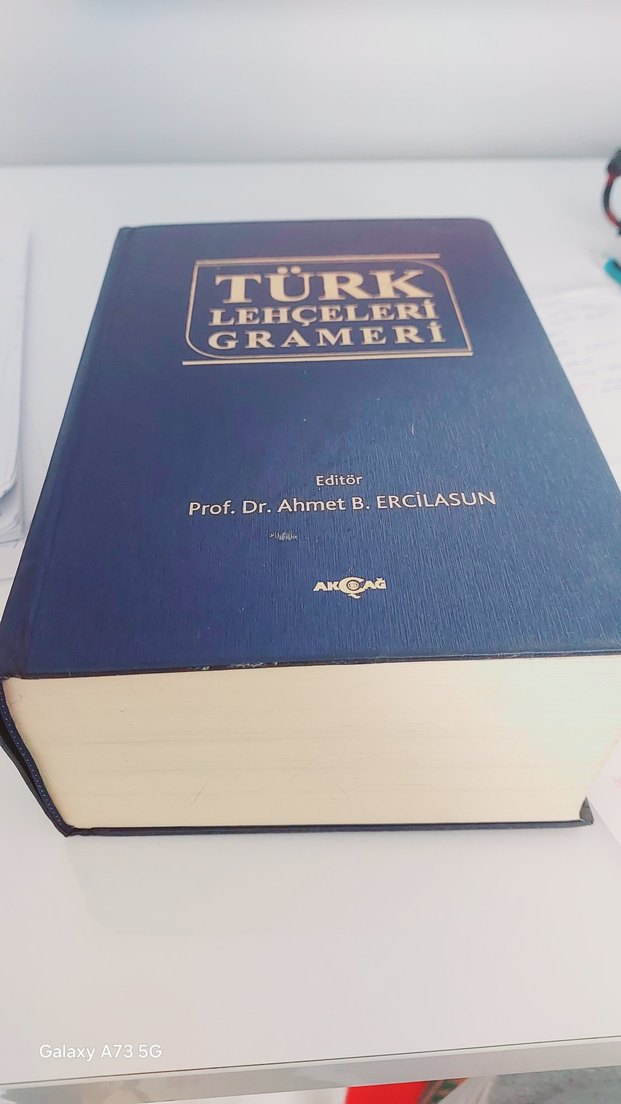 TÜRK
LEHÇELERİ
GRAMERİ
Editör
Prof. Dr. Ahmet B. ERCİLASUN
AKÇAĞ
Galaxy A73 5G